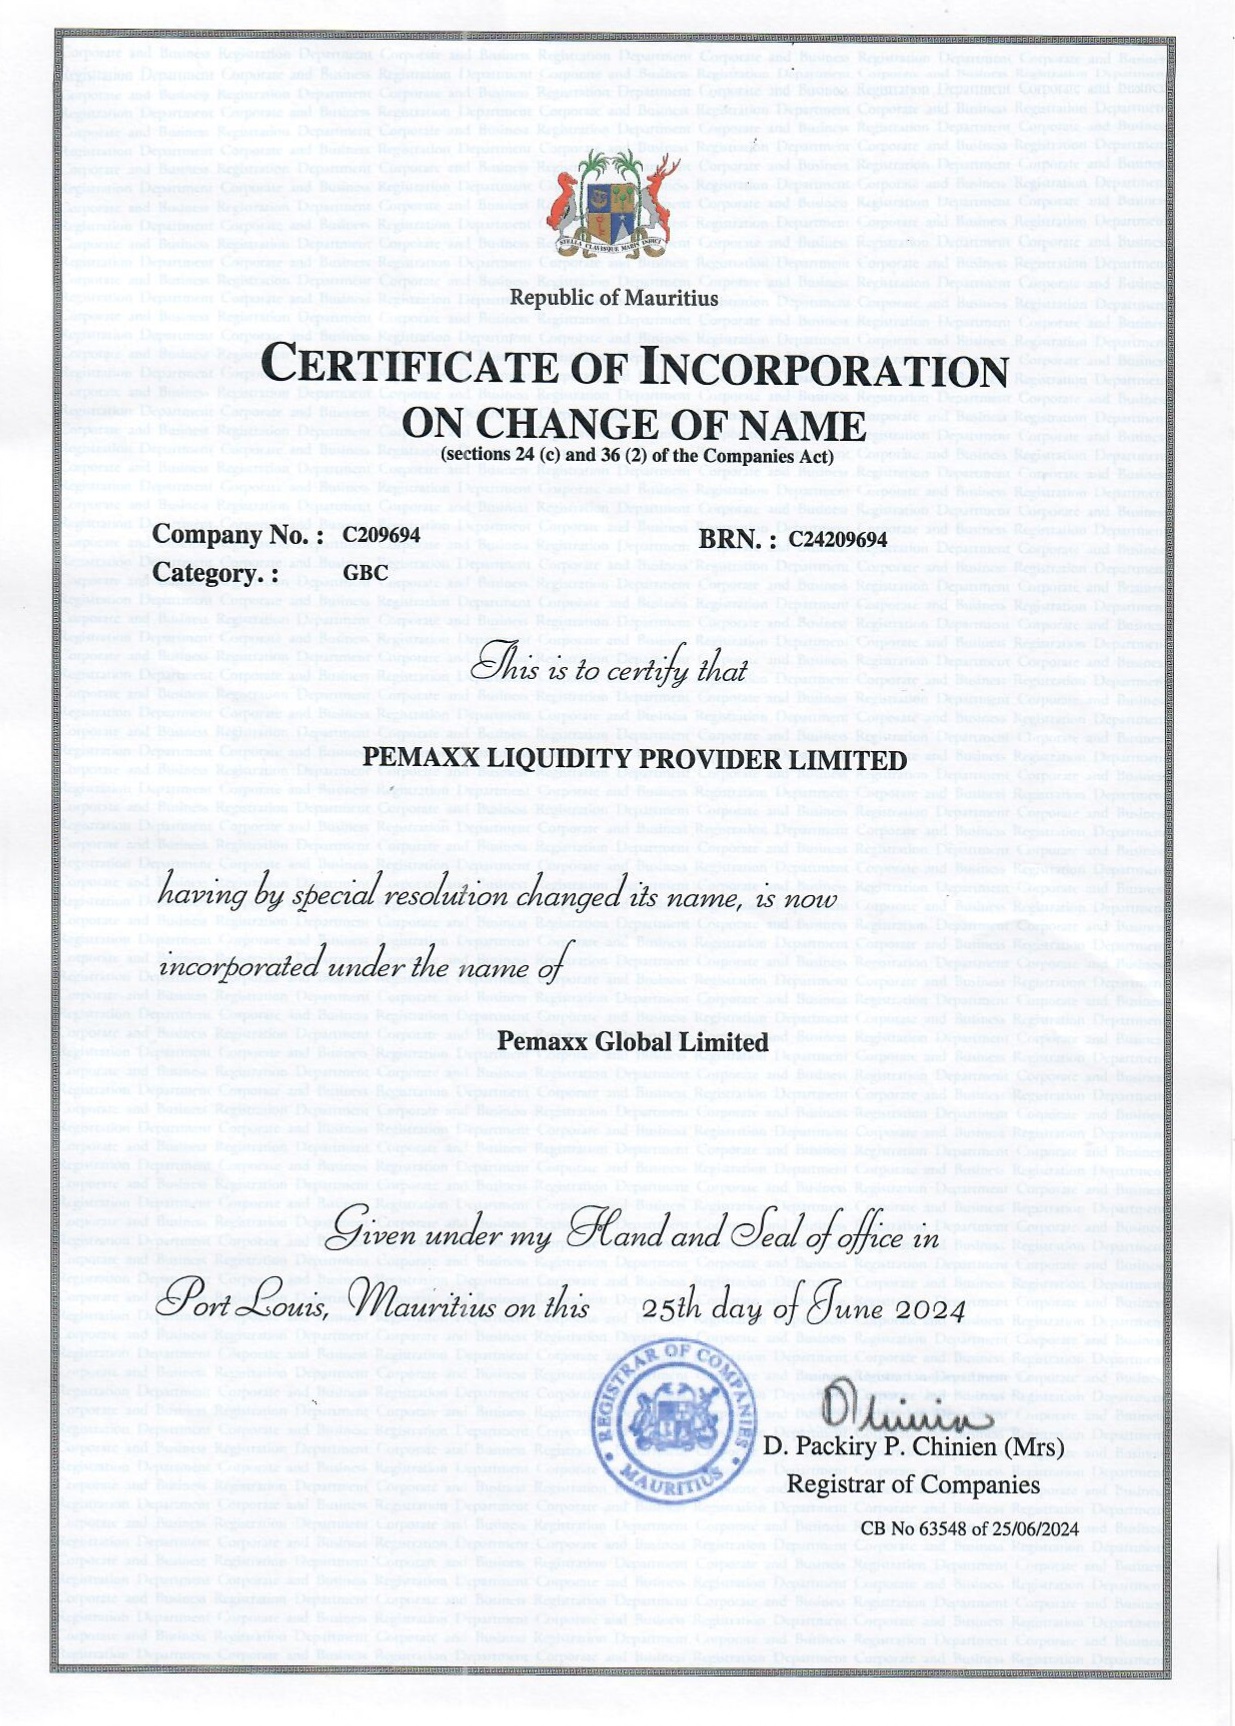 STELLA CLAVISQUE MARIS INDICI
Republic of Mauritius
CERTIFICATE OF INCORPORATION
ON CHANGE OF NAME
(sections 24 (c) and 36 (2) of the Companies Act)
Company No. : C209694 BRN. : C24209694
Category. : GBC
This is to certify that
PEMAXX LIQUIDITY PROVIDER LIMITED
having by special resolution changed its name, is now
incorporated under the name of
Pemaxx Global Limited
Given under my Hand and Seal of office in
Port Louis, Mauritius on this 25th day of June 2024
REGISTRAR OF COMPANIES
MAURITIUS
D. Packiry P. Chinien (Mrs)
Registrar of Companies
CB No 63548 of 25/06/2024